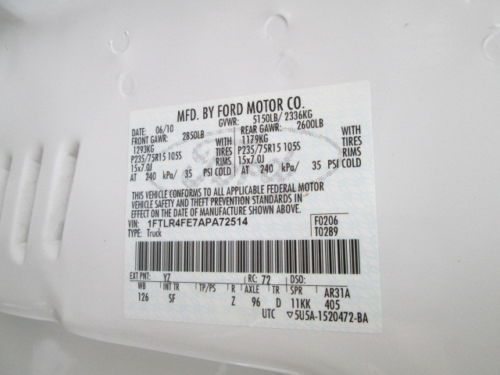 MFD. BY FORD MOTOR CO.
DATE: 06/10 GVWR: 5150LB/ 2336KG
FRONT GAWR: 2850LB REAR GAWR: 2600LB
1293KG WITH 1179KG WITH
P235/75R15 105S TIRES P235/75R15 105S TIRES
15x7.0J RIMS 15x7.0J RIMS
AT 240 kPa/ 35 PSI COLD AT 240 kPa/ 35 PSI COLD
THIS VEHICLE CONFORMS TO ALL APPLICABLE FEDERAL MOTOR
VEHICLE SAFETY AND THEFT PREVENTION STANDARDS IN
EFFECT ON THE DATE OF MANUFACTURE SHOWN ABOVE.
VIN: 1FTLR4FE7APA72514 F0206
TYPE: Truck T0289
EXT PNT: YZ RC: 72 DSO:
WB INT TR TP/PS R AXLE TR SPR AR31A
126 SF Z 96 D 11KK 405
UTC ▽5U5A-1520472-BA